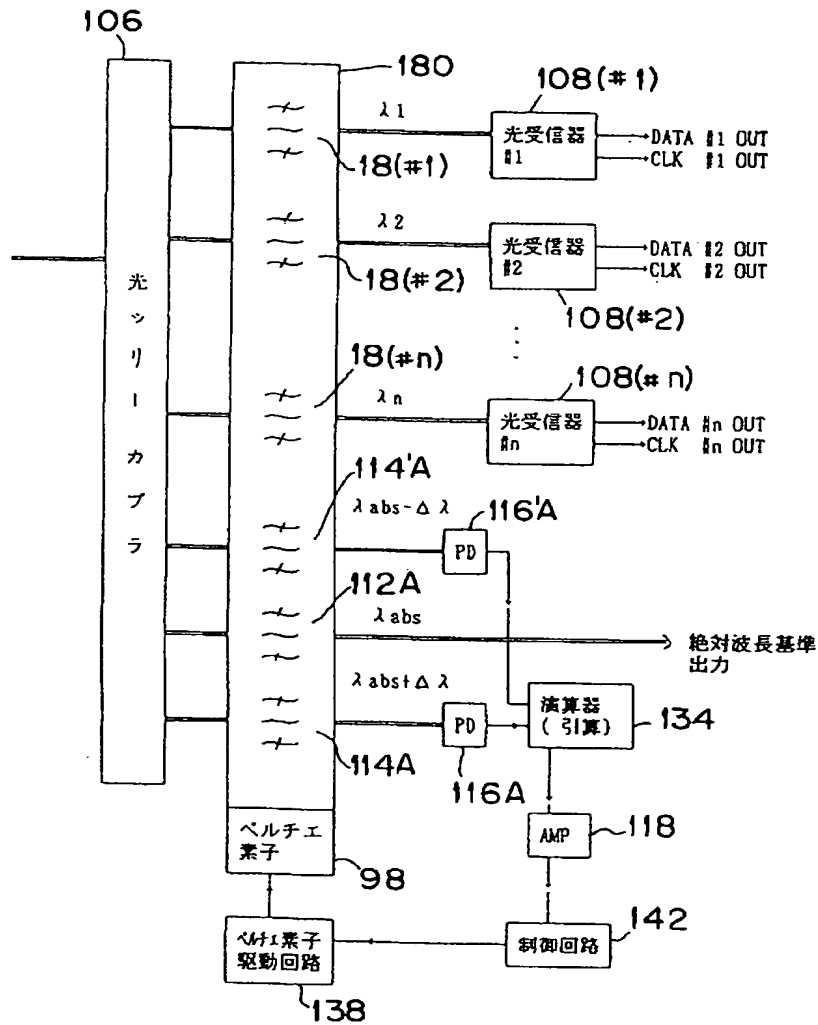 106
180
λ1
108(#1)
光受信器
#1
DATA #1 OUT
CLK #1 OUT
18(#1)
λ2
光受信器
#2
DATA #2 OUT
CLK #2 OUT
18(#2)
108(#2)
光ツリーカプラ
18(#n)
λn
108(#n)
光受信器
#n
DATA #n OUT
CLK #n OUT
114'A
λabs-Δλ
116'A
PD
112A
λabs
絶対波長基準
出力
λabs+Δλ
PD
演算器
(引算)
134
114A
116A
ペルチェ
素子
98
AMP
118
ペルチェ素子
駆動回路
138
制御回路
142